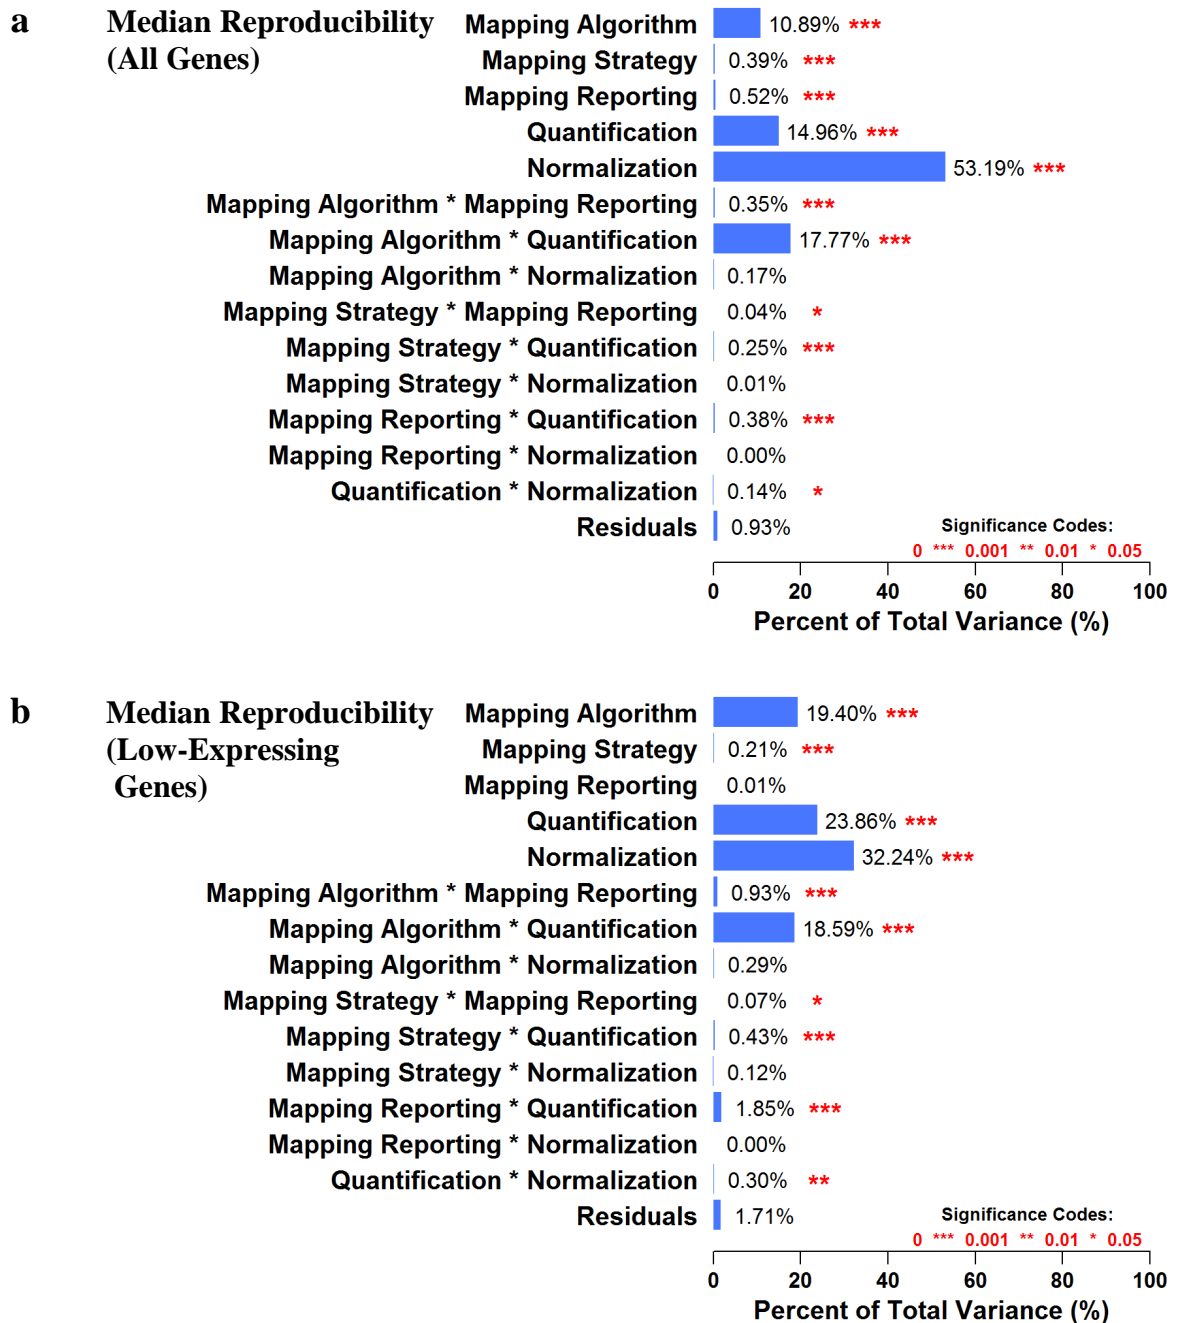 a Median Reproducibility
(All Genes)
Mapping Algorithm 10.89% ***
Mapping Strategy 0.39% ***
Mapping Reporting 0.52% ***
Quantification 14.96% ***
Normalization 53.19% ***
Mapping Algorithm * Mapping Reporting 0.35% ***
Mapping Algorithm * Quantification 17.77% ***
Mapping Algorithm * Normalization 0.17%
Mapping Strategy * Mapping Reporting 0.04% *
Mapping Strategy * Quantification 0.25% ***
Mapping Strategy * Normalization 0.01%
Mapping Reporting * Quantification 0.38% ***
Mapping Reporting * Normalization 0.00%
Quantification * Normalization 0.14% *
Residuals 0.93%
Significance Codes:
0 *** 0.001 ** 0.01 * 0.05
0 20 40 60 80 100
Percent of Total Variance (%)
b Median Reproducibility
(Low-Expressing
Genes)
Mapping Algorithm 19.40% ***
Mapping Strategy 0.21% ***
Mapping Reporting 0.01%
Quantification 23.86% ***
Normalization 32.24% ***
Mapping Algorithm * Mapping Reporting 0.93% ***
Mapping Algorithm * Quantification 18.59% ***
Mapping Algorithm * Normalization 0.29%
Mapping Strategy * Mapping Reporting 0.07% *
Mapping Strategy * Quantification 0.43% ***
Mapping Strategy * Normalization 0.12%
Mapping Reporting * Quantification 1.85% ***
Mapping Reporting * Normalization 0.00%
Quantification * Normalization 0.30% **
Residuals 1.71%
Significance Codes:
0 *** 0.001 ** 0.01 * 0.05
0 20 40 60 80 100
Percent of Total Variance (%)